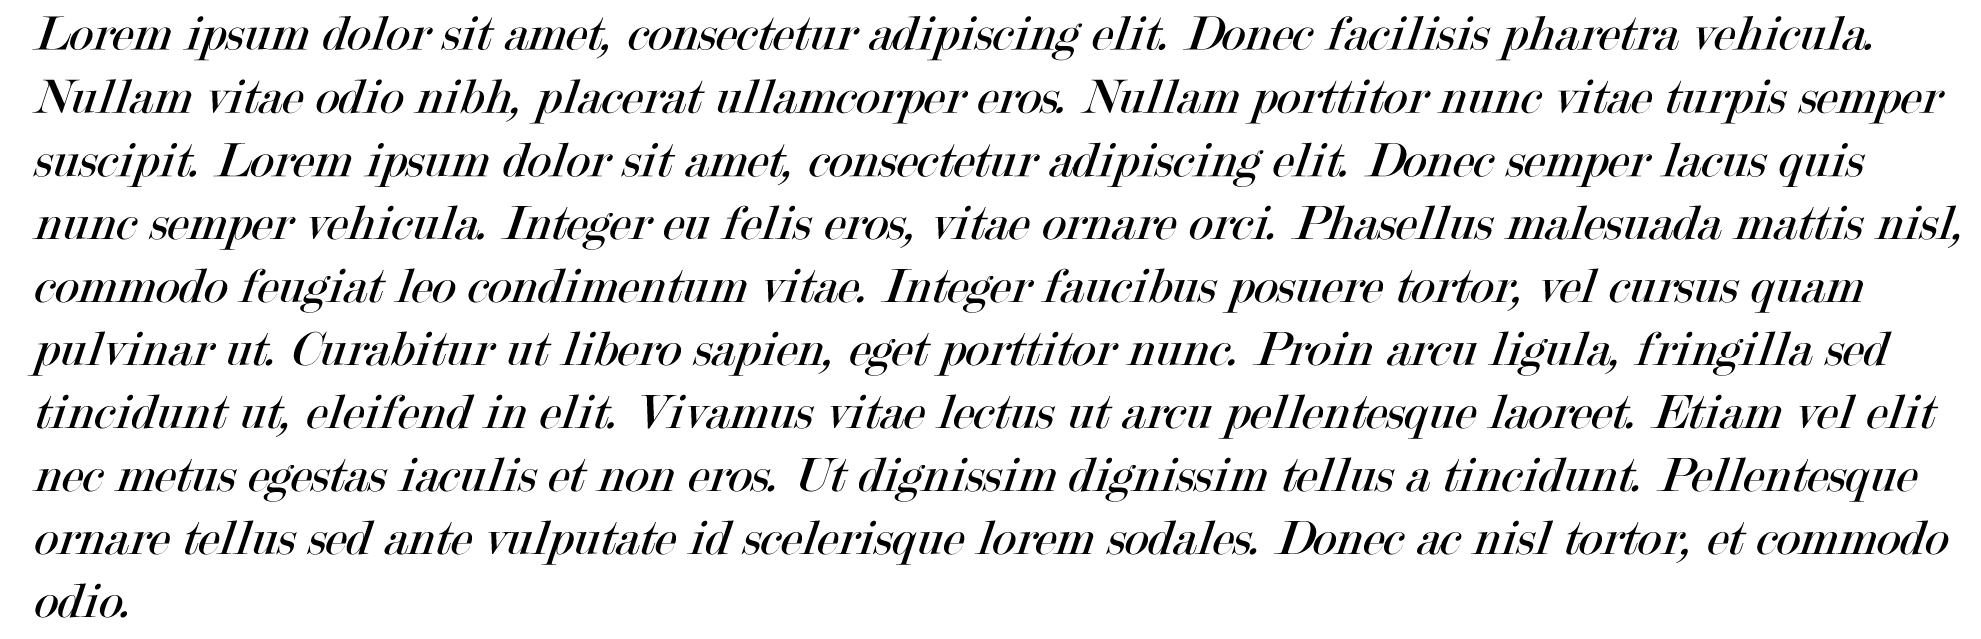 Lorem ipsum dolor sit amet, consectetur adipiscing elit. Donec facilisis pharetra vehicula.
Nullam vitae odio nibh, placerat ullamcorper eros. Nullam porttitor nunc vitae turpis semper
suscipit. Lorem ipsum dolor sit amet, consectetur adipiscing elit. Donec semper lacus quis
nunc semper vehicula. Integer eu felis eros, vitae ornare orci. Phasellus malesuada mattis nisl,
commodo feugiat leo condimentum vitae. Integer faucibus posuere tortor, vel cursus quam
pulvinar ut. Curabitur ut libero sapien, eget porttitor nunc. Proin arcu ligula, fringilla sed
tincidunt ut, eleifend in elit. Vivamus vitae lectus ut arcu pellentesque laoreet. Etiam vel elit
nec metus egestas iaculis et non eros. Ut dignissim dignissim tellus a tincidunt. Pellentesque
ornare tellus sed ante vulputate id scelerisque lorem sodales. Donec ac nisl tortor, et commodo
odio.